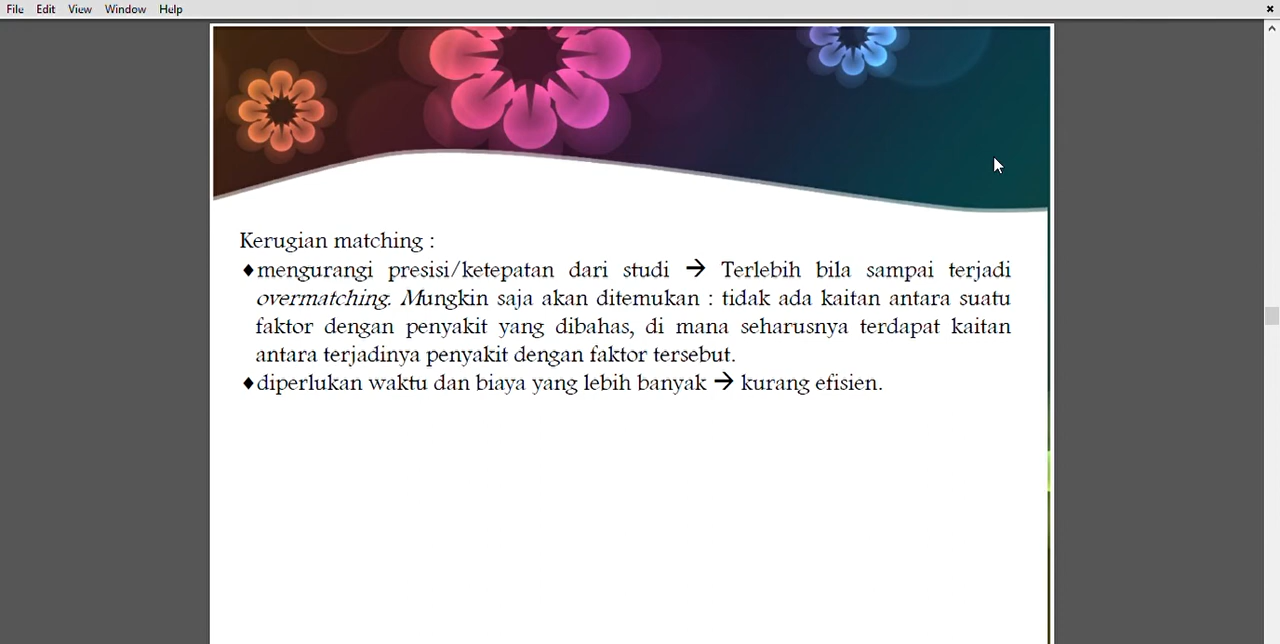 File Edit View Window Help
Kerugian matching :
♦mengurangi presisi/ketepatan dari studi → Terlebih bila sampai terjadi
overmatching. Mungkin saja akan ditemukan : tidak ada kaitan antara suatu
faktor dengan penyakit yang dibahas, di mana seharusnya terdapat kaitan
antara terjadinya penyakit dengan faktor tersebut.
♦diperlukan waktu dan biaya yang lebih banyak → kurang efisien.